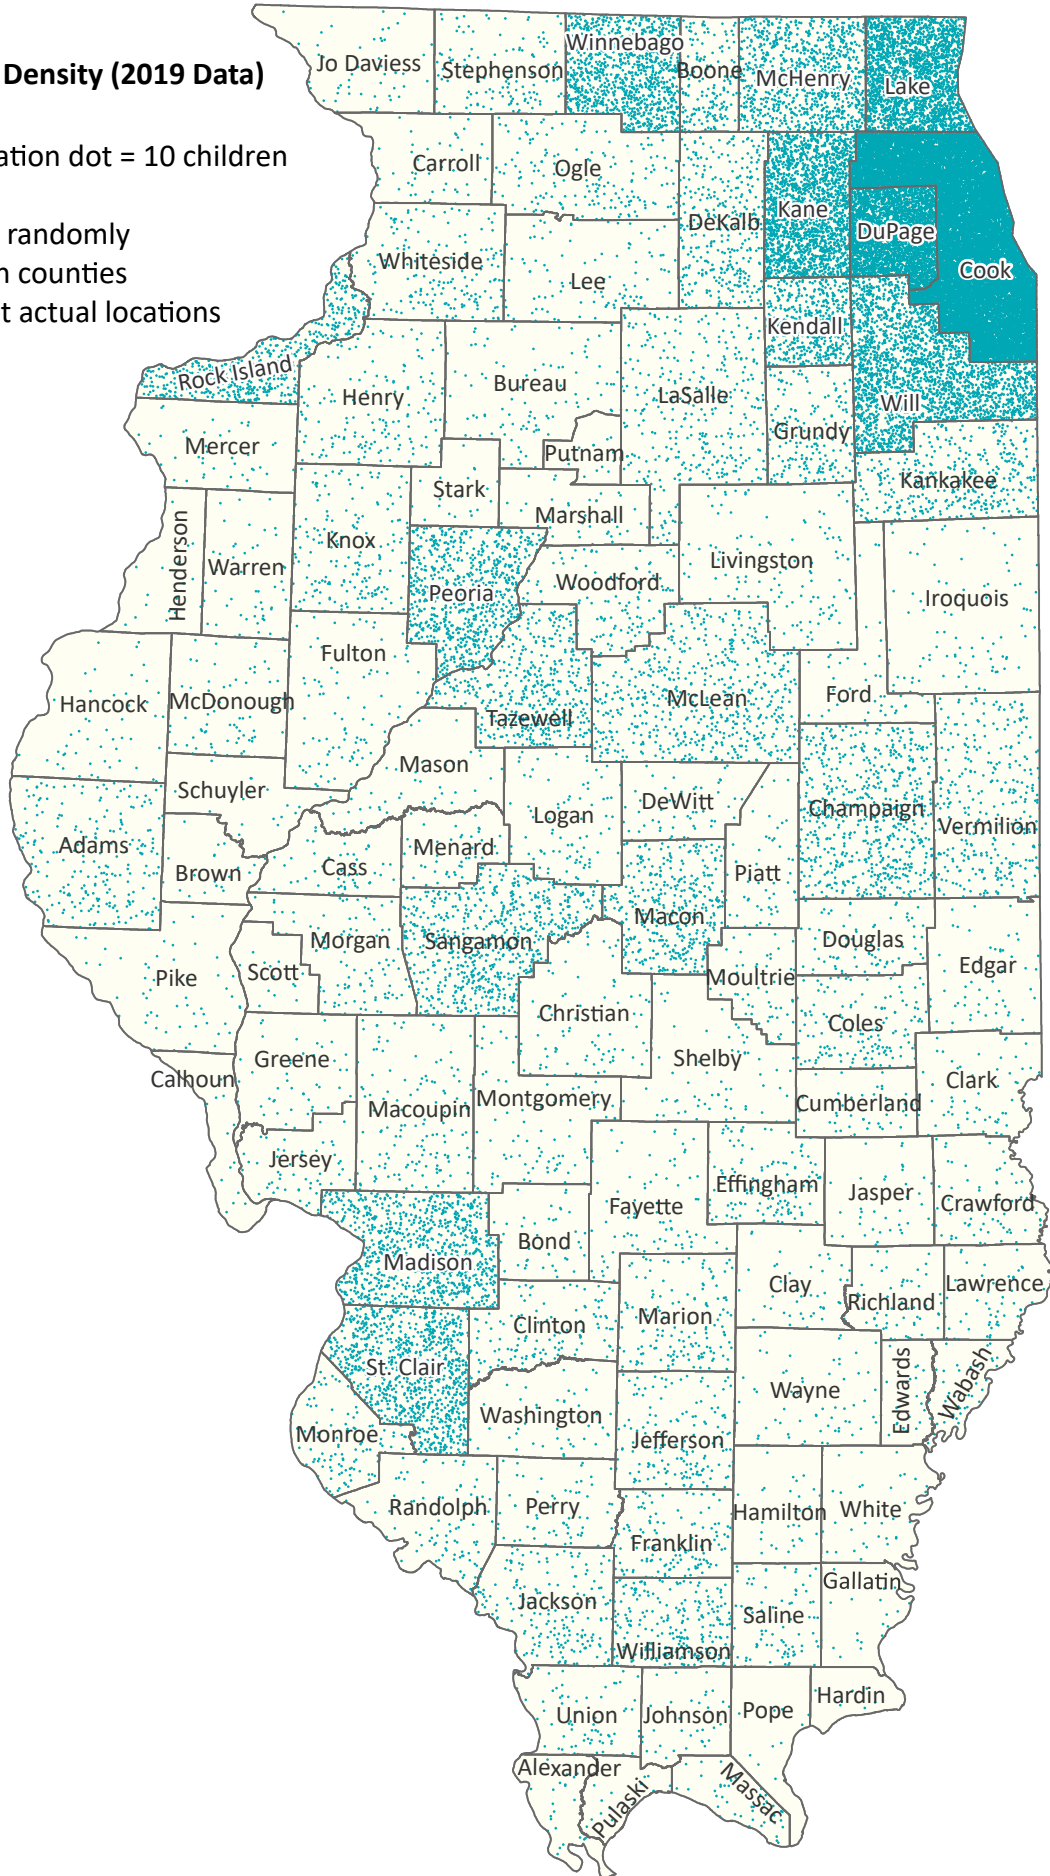 Density (2019 Data)
ation dot = 10 children
randomly
n counties
t actual locations
Jo Daviess
Stephenson
Winnebago
Boone
McHenry
Lake
Carroll
Ogle
DeKalb
Kane
DuPage
Cook
Whiteside
Lee
Kendall
Rock Island
Henry
Bureau
LaSalle
Will
Grundy
Mercer
Putnam
Kankakee
Stark
Marshall
Henderson
Warren
Knox
Peoria
Woodford
Livingston
Iroquois
Fulton
Hancock
McDonough
Tazewell
McLean
Ford
Mason
Schuyler
Logan
DeWitt
Champaign
Vermilion
Adams
Brown
Cass
Menard
Piatt
Macon
Pike
Scott
Morgan
Sangamon
Douglas
Edgar
Moultrie
Christian
Coles
Greene
Shelby
Calhoun
Clark
Macoupin
Montgomery
Cumberland
Jersey
Effingham
Jasper
Crawford
Fayette
Bond
Madison
Clay
Lawrence
Richland
Marion
Clinton
St. Clair
Wayne
Edwards
Wabash
Washington
Monroe
Jefferson
Randolph
Perry
Hamilton
White
Franklin
Gallatin
Jackson
Saline
Williamson
Hardin
Union
Johnson
Pope
Alexander
Pulaski
Massac